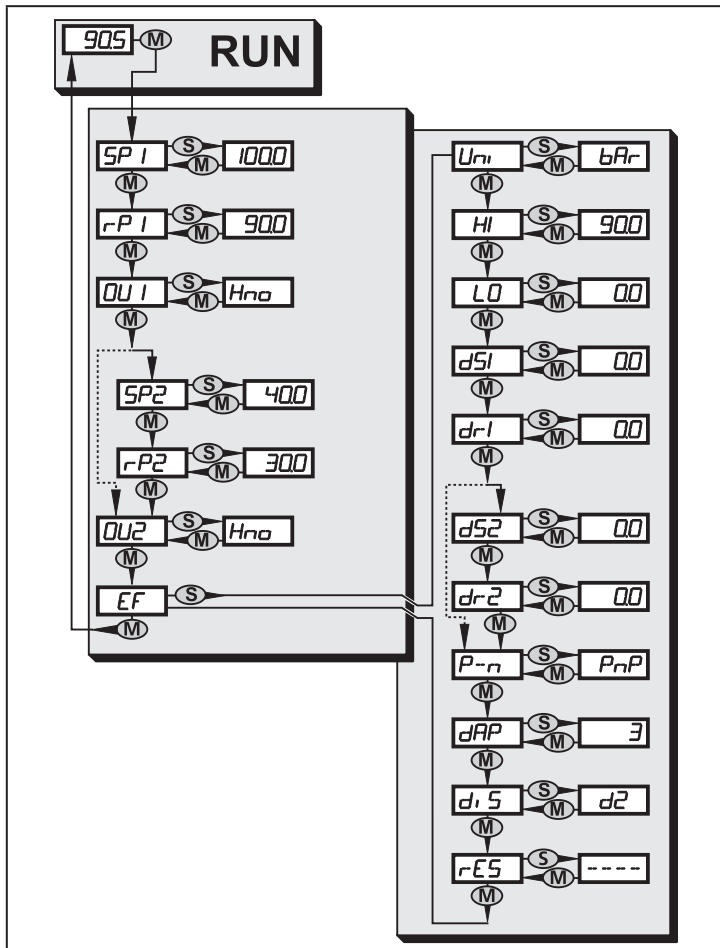 90.5 M RUN
SP1 S M 100.0
M
rP1 S M 90.0
M
OU1 S M Hno
M
SP2 S M 40.0
M
rP2 S M 30.0
M
OU2 S M Hno
M
EF S
M
Uni S M bAr
M
HI S M 90.0
M
LO S M 0.0
M
dS1 S M 0.0
M
dr1 S M 0.0
M
dS2 S M 0.0
M
dr2 S M 0.0
M
P-n S M PnP
M
dAP S M 3
M
diS S M d2
M
rES S M ----
M